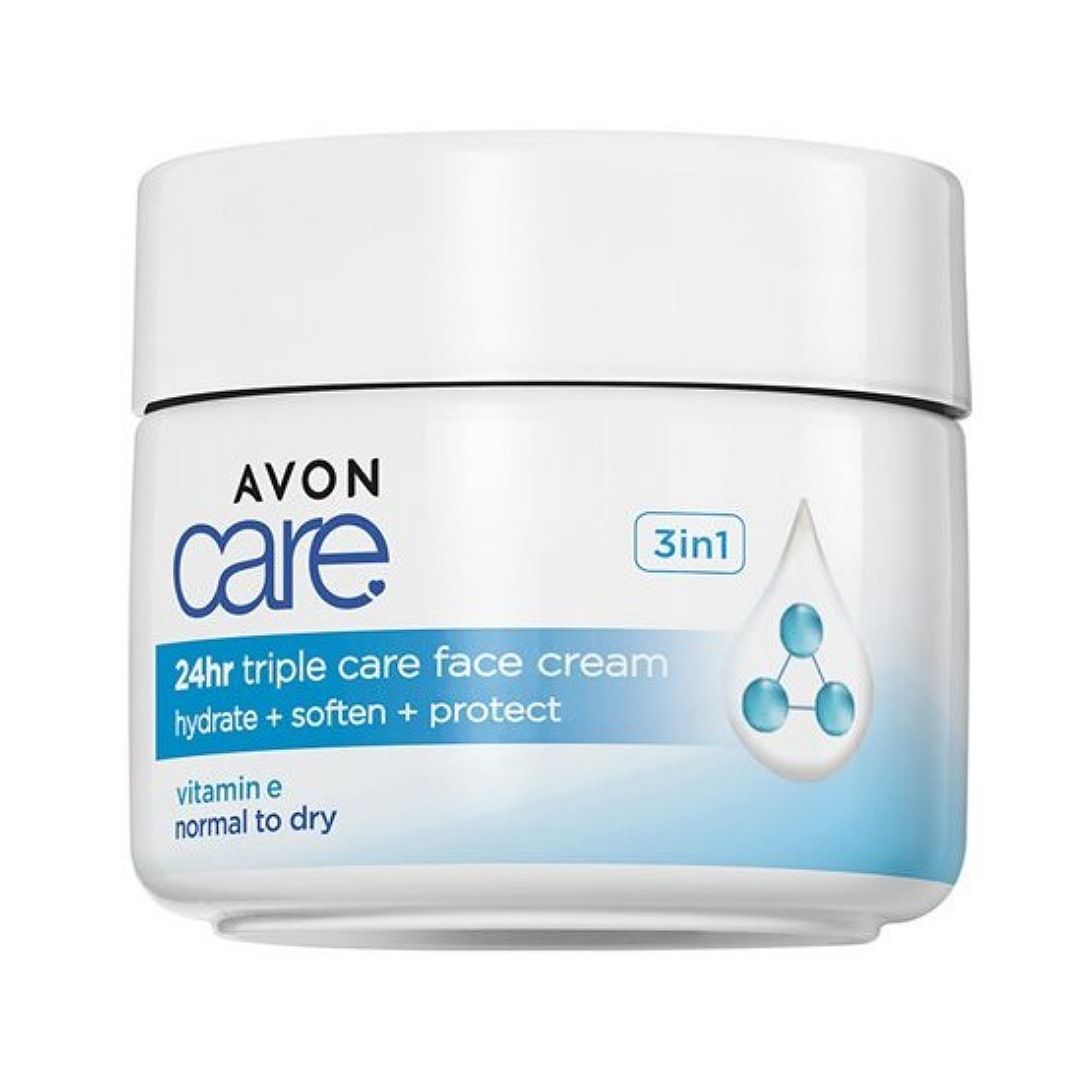 AVON
care
3in1
24hr triple care face cream
hydrate + soften + protect
vitamin e
normal to dry